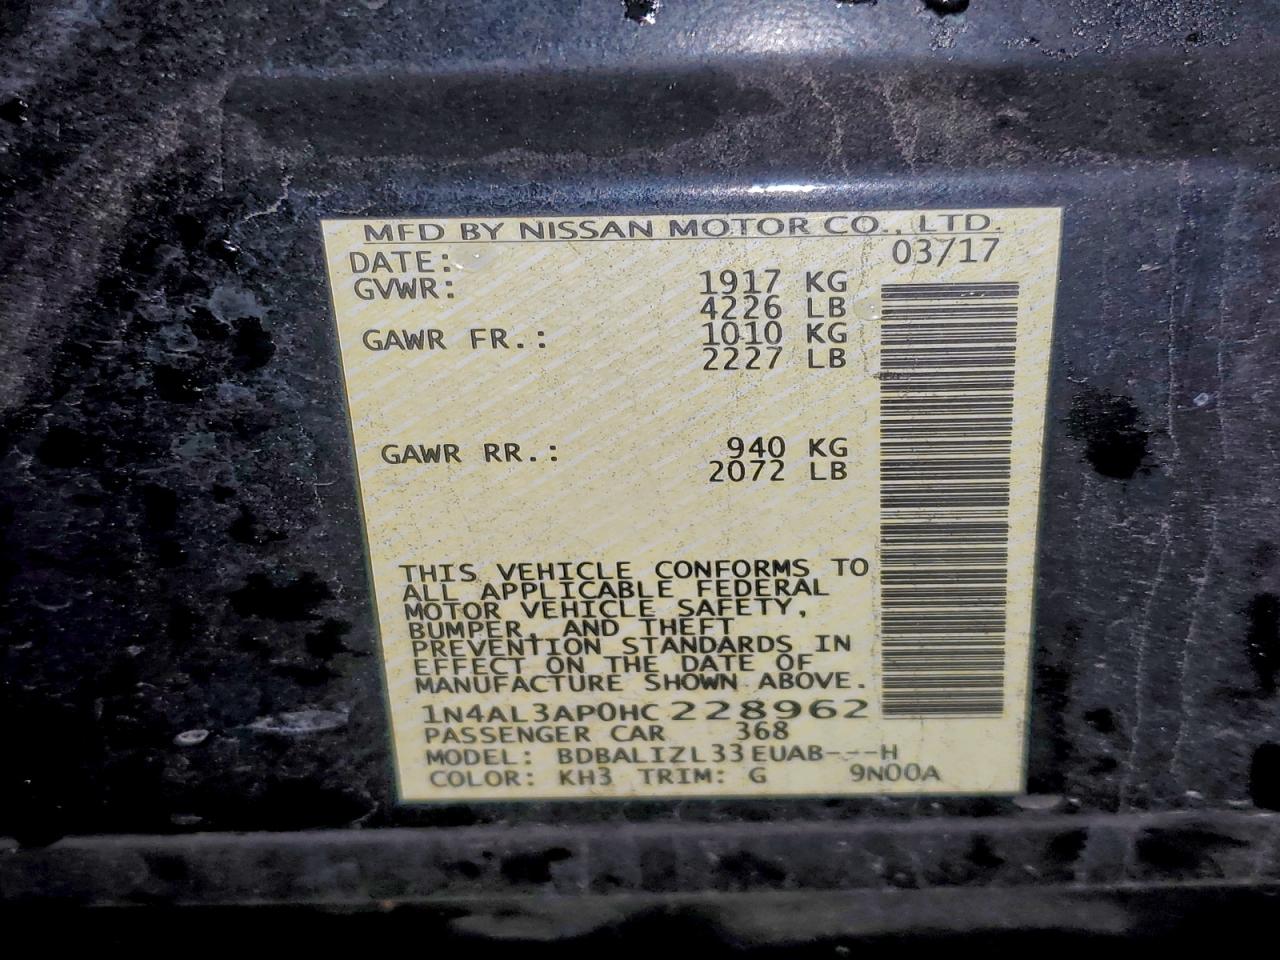 MFD BY NISSAN MOTOR CO., LTD.
DATE: 03/17
GVWR: 1917 KG
4226 LB
GAWR FR.: 1010 KG
2227 LB
GAWR RR.: 940 KG
2072 LB
THIS VEHICLE CONFORMS TO
ALL APPLICABLE FEDERAL
MOTOR VEHICLE SAFETY,
BUMPER, AND THEFT
PREVENTION STANDARDS IN
EFFECT ON THE DATE OF
MANUFACTURE SHOWN ABOVE.
1N4AL3AP0HC228962
PASSENGER CAR 368
MODEL: BDBALIZL33EUAB---H
COLOR: KH3 TRIM: G 9N00A